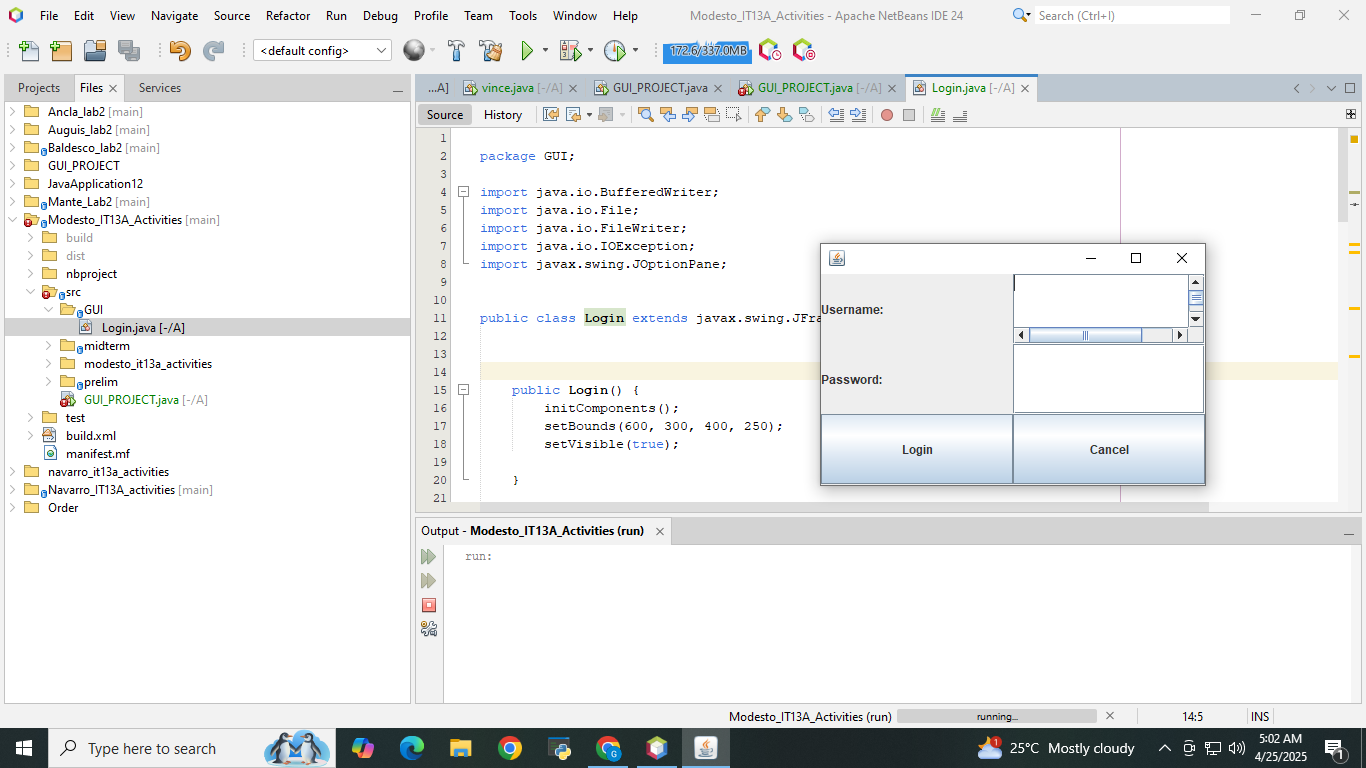 File Edit View Navigate Source Refactor Run Debug Profile Team Tools Window Help Modesto_IT13A_Activities - Apache NetBeans IDE 24 Search (Ctrl+I)
<default config> 172.6/337.0MB
Projects Files Services
Ancla_lab2 [main]
Auguis_lab2 [main]
Baldesco_lab2 [main]
GUI_PROJECT
JavaApplication12
Mante_Lab2 [main]
Modesto_IT13A_Activities [main]
build
dist
nbproject
src
GUI
Login.java [-/A]
midterm
modesto_it13a_activities
prelim
GUI_PROJECT.java [-/A]
test
build.xml
manifest.mf
navarro_it13a_activities
Navarro_IT13A_activities [main]
Order
...A] vince.java [-/A] GUI_PROJECT.java GUI_PROJECT.java [-/A] Login.java [-/A]
Source History
1
2 package GUI;
3
4 import java.io.BufferedWriter;
5 import java.io.File;
6 import java.io.FileWriter;
7 import java.io.IOException;
8 import javax.swing.JOptionPane;
9
10
11 public class Login extends javax.swing.JFra
12
13
14
15 public Login() {
16 initComponents();
17 setBounds(600, 300, 400, 250);
18 setVisible(true);
19
20 }
21
Username:
Password:
Login Cancel
Output - Modesto_IT13A_Activities (run)
run:
Modesto_IT13A_Activities (run) running... 14:5 INS
Type here to search
1 25°C Mostly cloudy 5:02 AM
4/25/2025 1